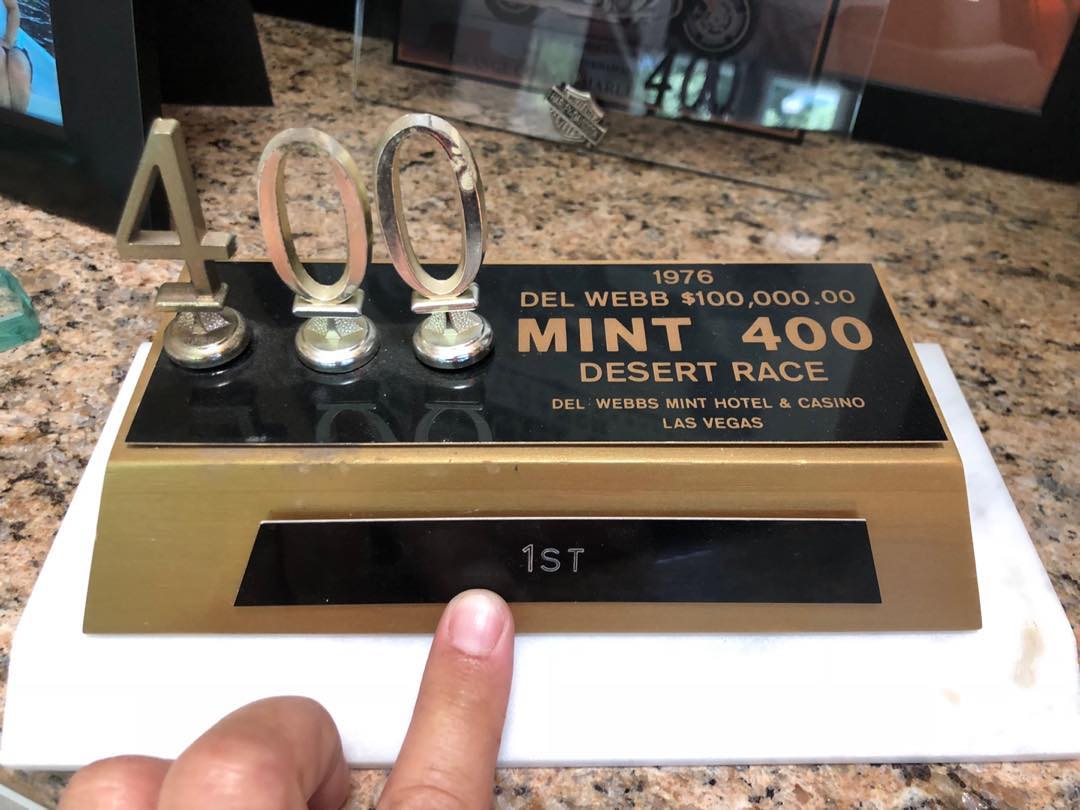 400
400
1976
DEL WEBB $100,000.00
MINT 400
DESERT RACE
DEL WEBBS MINT HOTEL & CASINO
LAS VEGAS
1ST